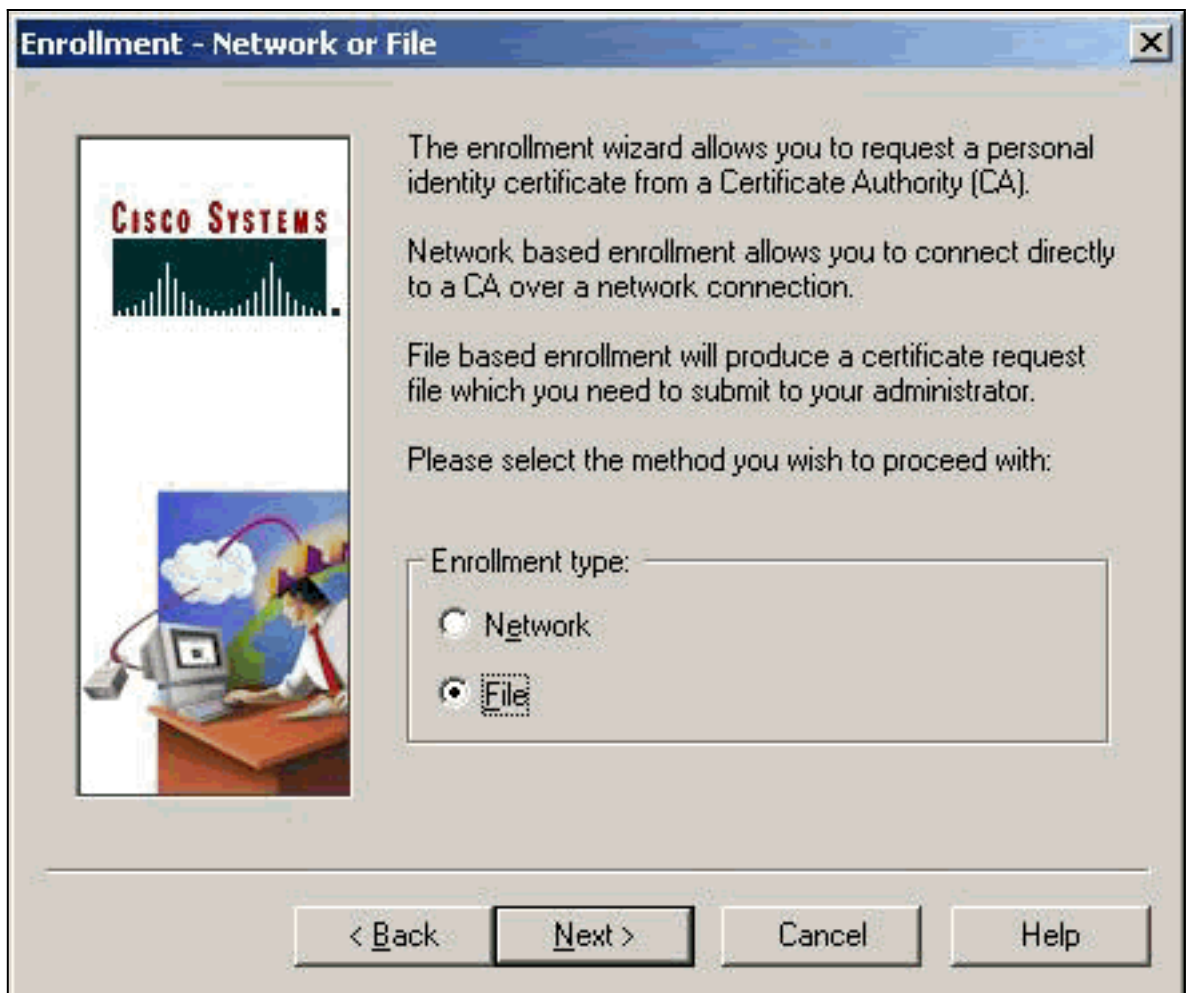 Enrollment - Network or File
CISCO SYSTEMS
The enrollment wizard allows you to request a personal
identity certificate from a Certificate Authority (CA).
Network based enrollment allows you to connect directly
to a CA over a network connection.
File based enrollment will produce a certificate request
file which you need to submit to your administrator.
Please select the method you wish to proceed with:
Enrollment type:
Network
File
< Back
Next >
Cancel
Help